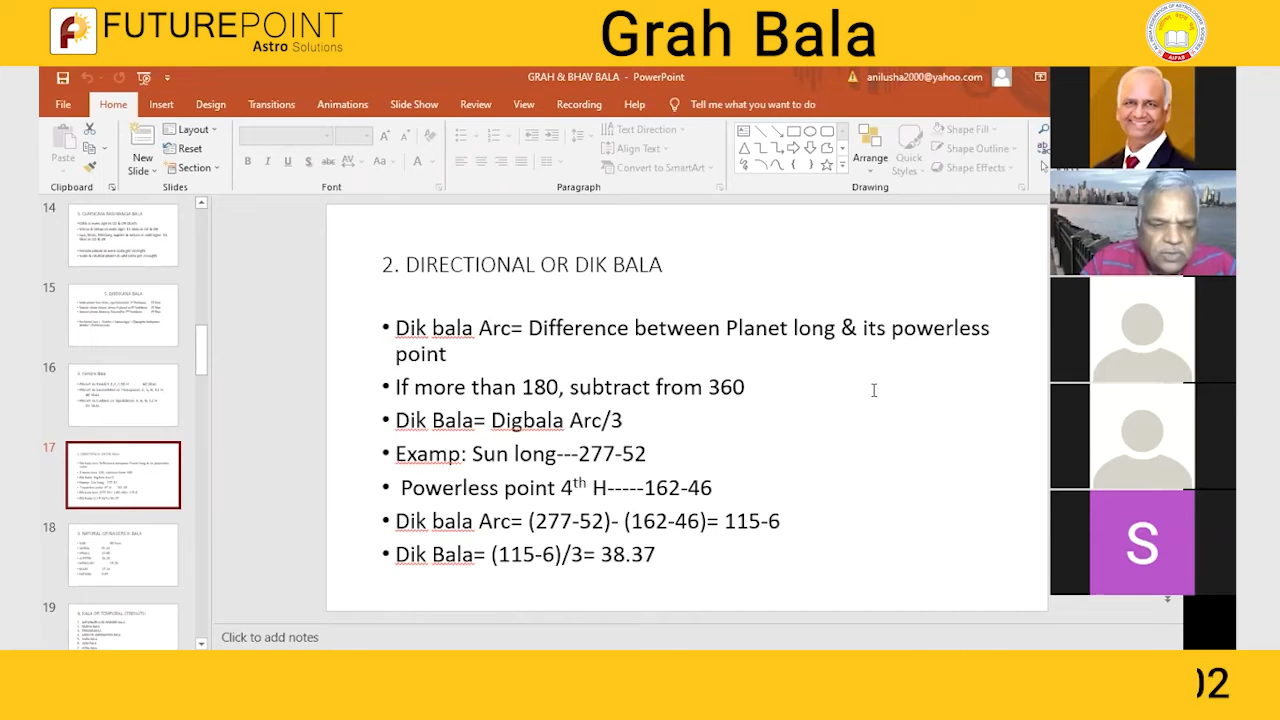 FUTUREPOINT
Astro Solutions
Grah Bala
GRAH & BHAV BALA - PowerPoint
anilusha2000@yahoo.com
File Home Insert Design Transitions Animations Slide Show Review View Recording Help Tell me what you want to do
Paste
New
Slide
Layout
Reset
Section
B I U S abc AV Aa A
Text Direction
Align Text
Convert to SmartArt
Arrange
Quick
Styles
Shape Fill
Shape Outline
Shape Effects
Clipboard Slides Font Paragraph Drawing
14
15
16
17
18
19
2. DIRECTIONAL OR DIK BALA
• Dik bala Arc= Difference between Planet long & its powerless
point
• If more than 180, subtract from 360
• Dik Bala= Digbala Arc/3
• Examp: Sun long---277-52
• Powerless point 4th H-----162-46
• Dik bala Arc= (277-52)- (162-46)= 115-6
• Dik Bala= (115-6)/3= 38.37
S
Click to add notes